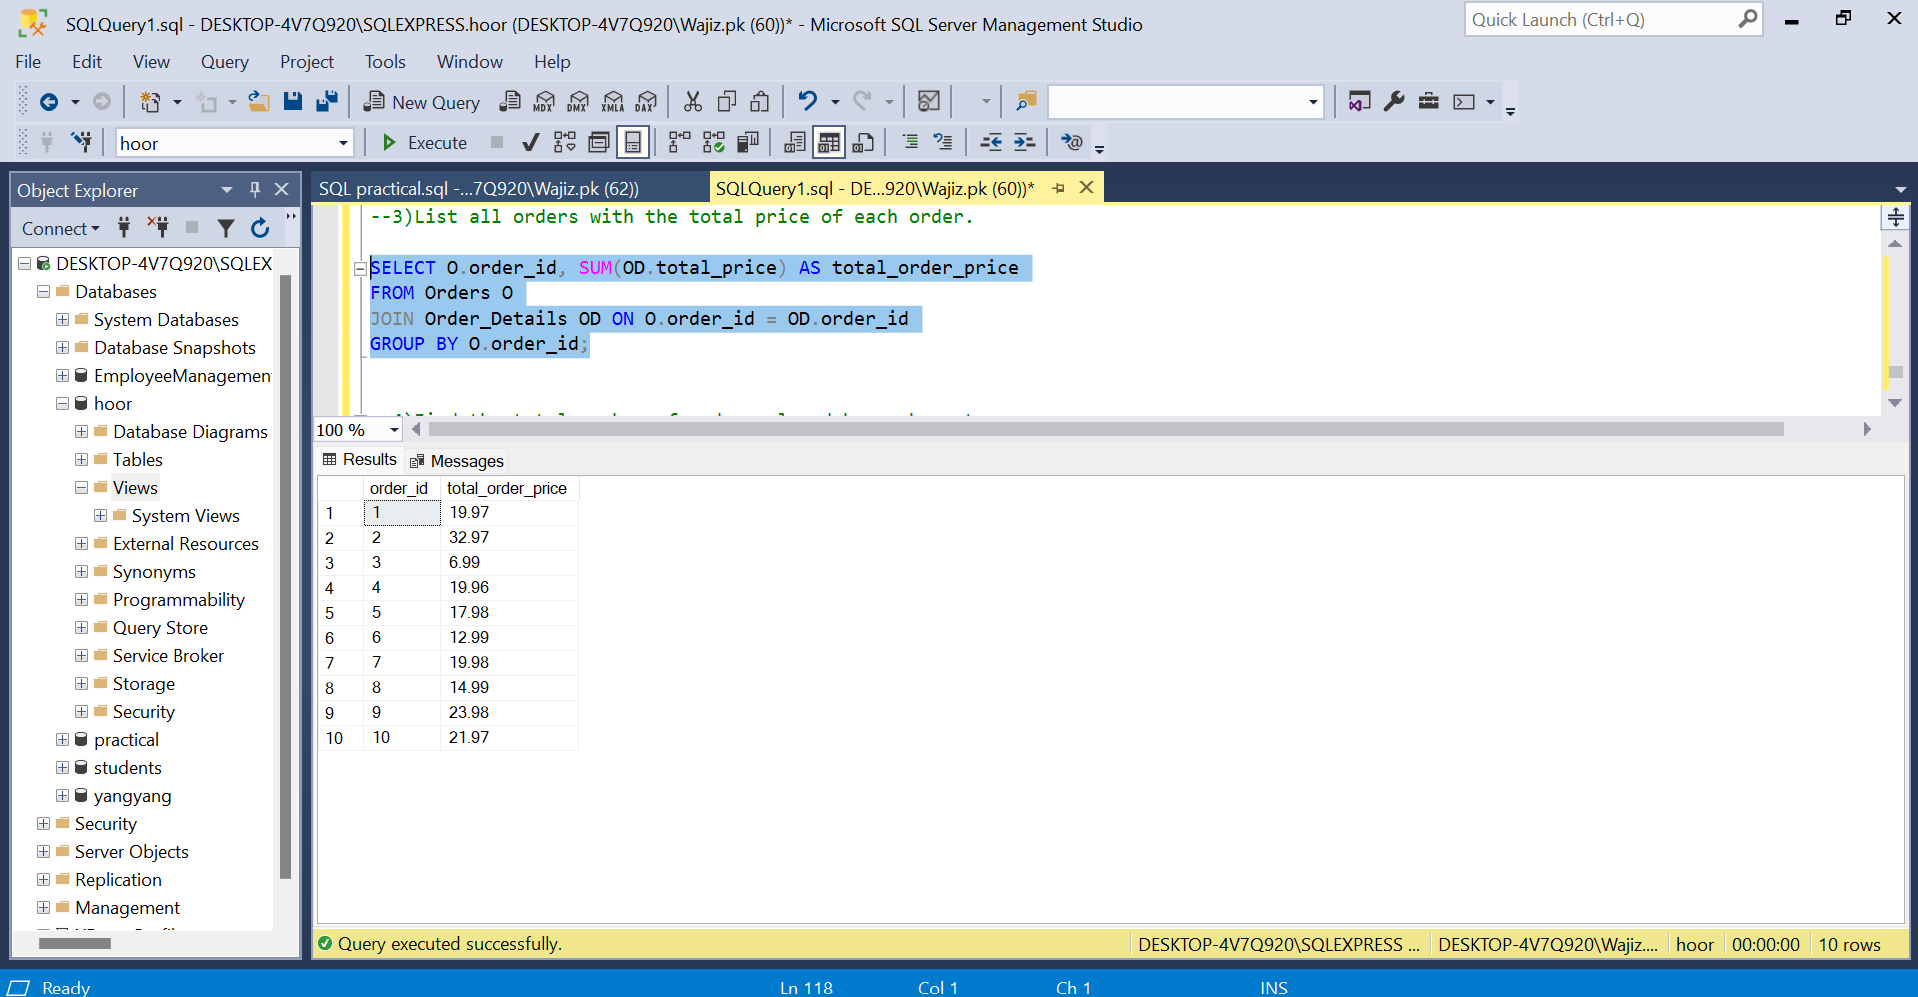 SQLQuery1.sql - DESKTOP-4V7Q920\SQLEXPRESS.hoor (DESKTOP-4V7Q920\Wajiz.pk (60))* - Microsoft SQL Server Management Studio
Quick Launch (Ctrl+Q)
File Edit View Query Project Tools Window Help
New Query MDX DMX XMLA DAX
hoor Execute
Object Explorer
Connect
DESKTOP-4V7Q920\SQLEX
Databases
System Databases
Database Snapshots
EmployeeManagemen
hoor
Database Diagrams
Tables
Views
System Views
External Resources
Synonyms
Programmability
Query Store
Service Broker
Storage
Security
practical
students
yangyang
Security
Server Objects
Replication
Management
SQL practical.sql -...7Q920\Wajiz.pk (62))
SQLQuery1.sql - DE...920\Wajiz.pk (60))*
--3)List all orders with the total price of each order.
SELECT O.order_id, SUM(OD.total_price) AS total_order_price
FROM Orders O
JOIN Order_Details OD ON O.order_id = OD.order_id
GROUP BY O.order_id;
100 %
Results Messages
order_id total_order_price
1 1 19.97
2 2 32.97
3 3 6.99
4 4 19.96
5 5 17.98
6 6 12.99
7 7 19.98
8 8 14.99
9 9 23.98
10 10 21.97
Query executed successfully. DESKTOP-4V7Q920\SQLEXPRESS ... DESKTOP-4V7Q920\Wajiz.... hoor 00:00:00 10 rows
Ready Ln 118 Col 1 Ch 1 INS